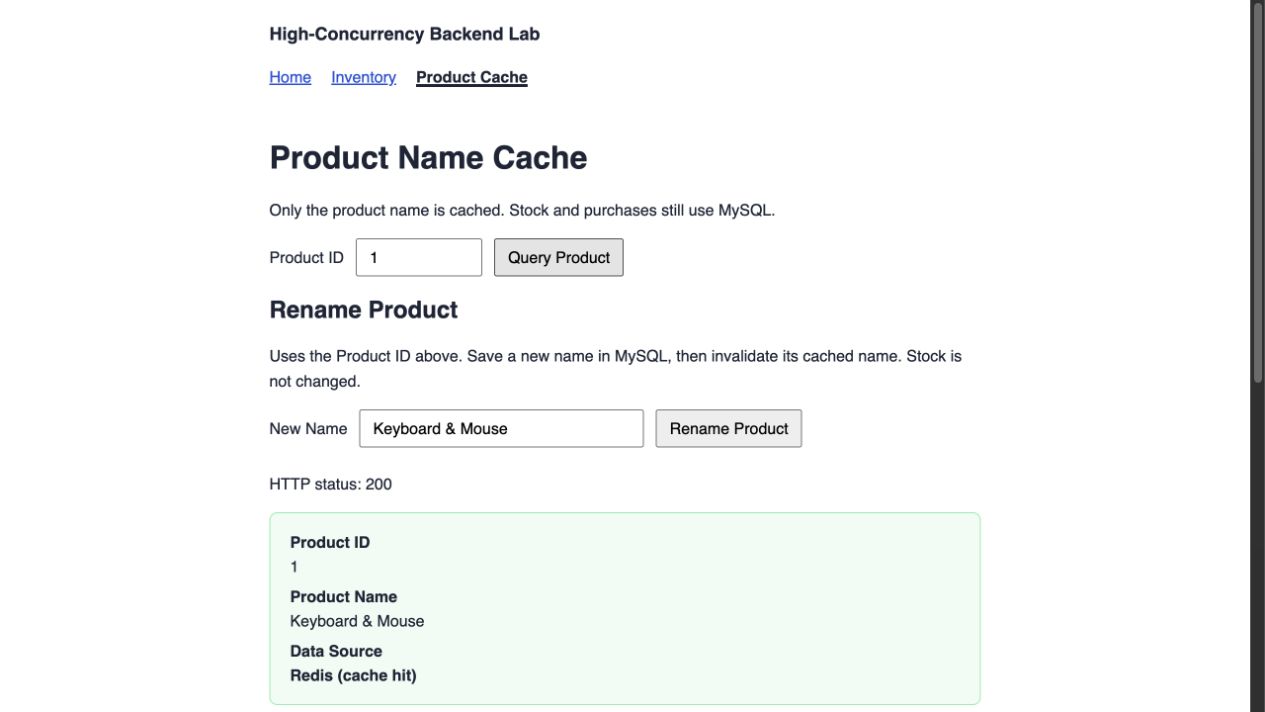 High-Concurrency Backend Lab
Home Inventory Product Cache
Product Name Cache
Only the product name is cached. Stock and purchases still use MySQL.
Product ID 1 Query Product
Rename Product
Uses the Product ID above. Save a new name in MySQL, then invalidate its cached name. Stock is
not changed.
New Name Keyboard & Mouse Rename Product
HTTP status: 200
Product ID
1
Product Name
Keyboard & Mouse
Data Source
Redis (cache hit)